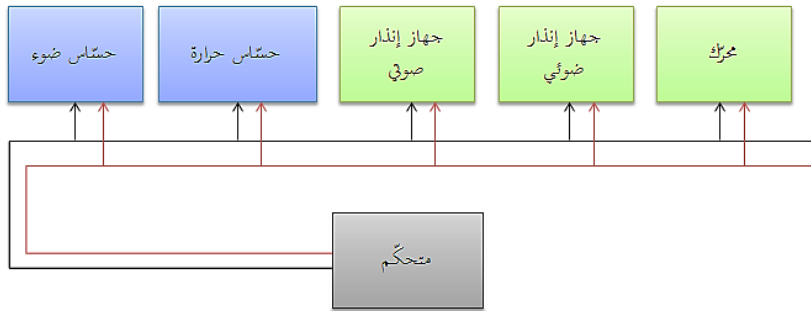 محرّك
جهاز إنذار
ضوئي
جهاز إنذار
صوتي
حسّاس حرارة
حسّاس ضوء
متحكّم